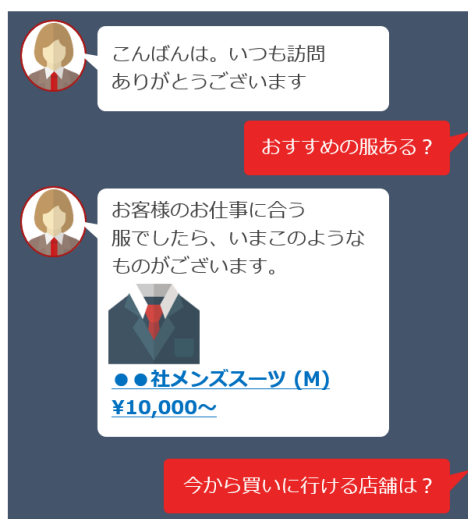 こんばんは。いつも訪問
ありがとうございます
おすすめの服ある？
お客様のお仕事に合う
服でしたら、いまこのような
ものがございます。
●●社メンズスーツ (M)
¥10,000～
今から買いに行ける店舗は？